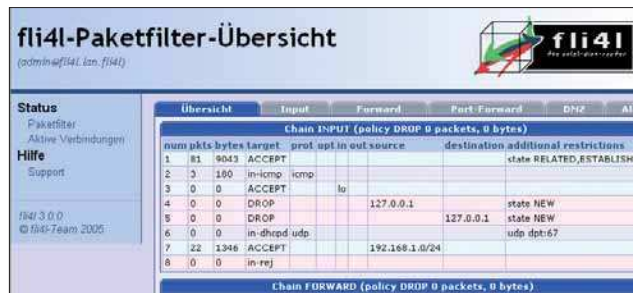 fli4l-Paketfilter-Übersicht
(admin@fli4l.lan.fli4l)
fli4l
Status
Paketfilter
Aktive Verbindungen
Hilfe
Support
fli4l 3.0.0
© fli4l-Team 2005
Übersicht Input Forward Port-Forward DMZ
Chain INPUT (policy DROP 0 packets, 0 bytes)
num pkts bytes target prot opt in out source destination additional restrictions
1 81 9043 ACCEPT state RELATED,ESTABLISH
2 3 180 in-icmp icmp
3 0 0 ACCEPT lo
4 0 0 DROP 127.0.0.1 state NEW
5 0 0 DROP 127.0.0.1 state NEW
6 0 0 in-dhcpd udp udp dpt:67
7 22 1346 ACCEPT 192.168.1.0/24
8 0 0 in-rej
Chain FORWARD (policy DROP 0 packets, 0 bytes)